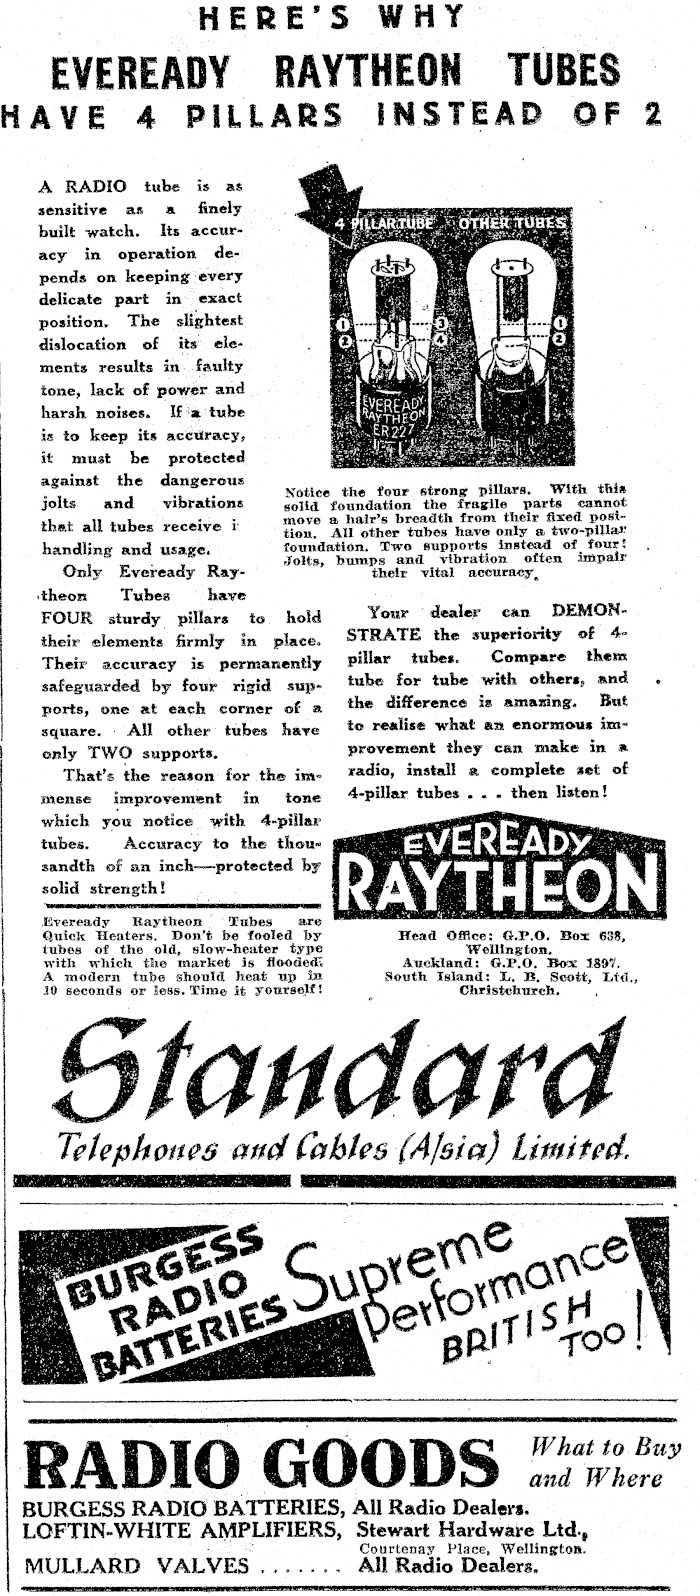 HERE'S WHY
EVEREADY RAYTHEON TUBES
HAVE 4 PILLARS INSTEAD OF 2
A RADIO tube is as
sensitive as a finely
built watch. Its accur-
acy in operation de-
pends on keeping every
delicate part in exact
position. The slightest
dislocation of its ele-
ments results in faulty
tone, lack of power and
harsh noises. If a tube
is to keep its accuracy,
it must be protected
against the dangerous
jolts and vibrations
that all tubes receive i
handling and usage.
Only Eveready Ray-
theon Tubes have
FOUR sturdy pillars to hold
their elements firmly in place.
Their accuracy is permanently
safeguarded by four rigid sup-
ports, one at each corner of a
square. All other tubes have
only TWO supports.
That's the reason for the im-
mense improvement in tone
which you notice with 4-pillar
tubes. Accuracy to the thou-
sandth of an inch—protected by
solid strength!
Eveready Raytheon Tubes are
Quick Heaters. Don't be fooled by
tubes of the old, slow-heater type
with which the market is flooded.
A modern tube should heat up in
10 seconds or less. Time it yourself!
4 PILLAR TUBE OTHER TUBES
1 3 1
2 4 2
EVEREADY
RAYTHEON
ER 227
Notice the four strong pillars. With this
solid foundation the fragile parts cannot
move a hair's breadth from their fixed posi-
tion. All other tubes have only a two-pillar
foundation. Two supports instead of four!
Jolts, bumps and vibration often impair
their vital accuracy.
Your dealer can DEMON-
STRATE the superiority of 4-
pillar tubes. Compare them
tube for tube with others, and
the difference is amazing. But
to realise what an enormous im-
provement they can make in a
radio, install a complete set of
4-pillar tubes . . . then listen!
EVEREADY
RAYTHEON
Head Office: G.P.O. Box 638,
Wellington.
Auckland: G.P.O. Box 1897.
South Island: L. B. Scott, Ltd.,
Christchurch.
Standard
Telephones and Cables (A/sia) Limited.
BURGESS
RADIO
BATTERIES
Supreme
Performance
BRITISH
TOO!
RADIO GOODS
What to Buy
and Where
BURGESS RADIO BATTERIES, All Radio Dealers.
LOFTIN-WHITE AMPLIFIERS, Stewart Hardware Ltd.,
Courtenay Place, Wellington.
MULLARD VALVES ....... All Radio Dealers.